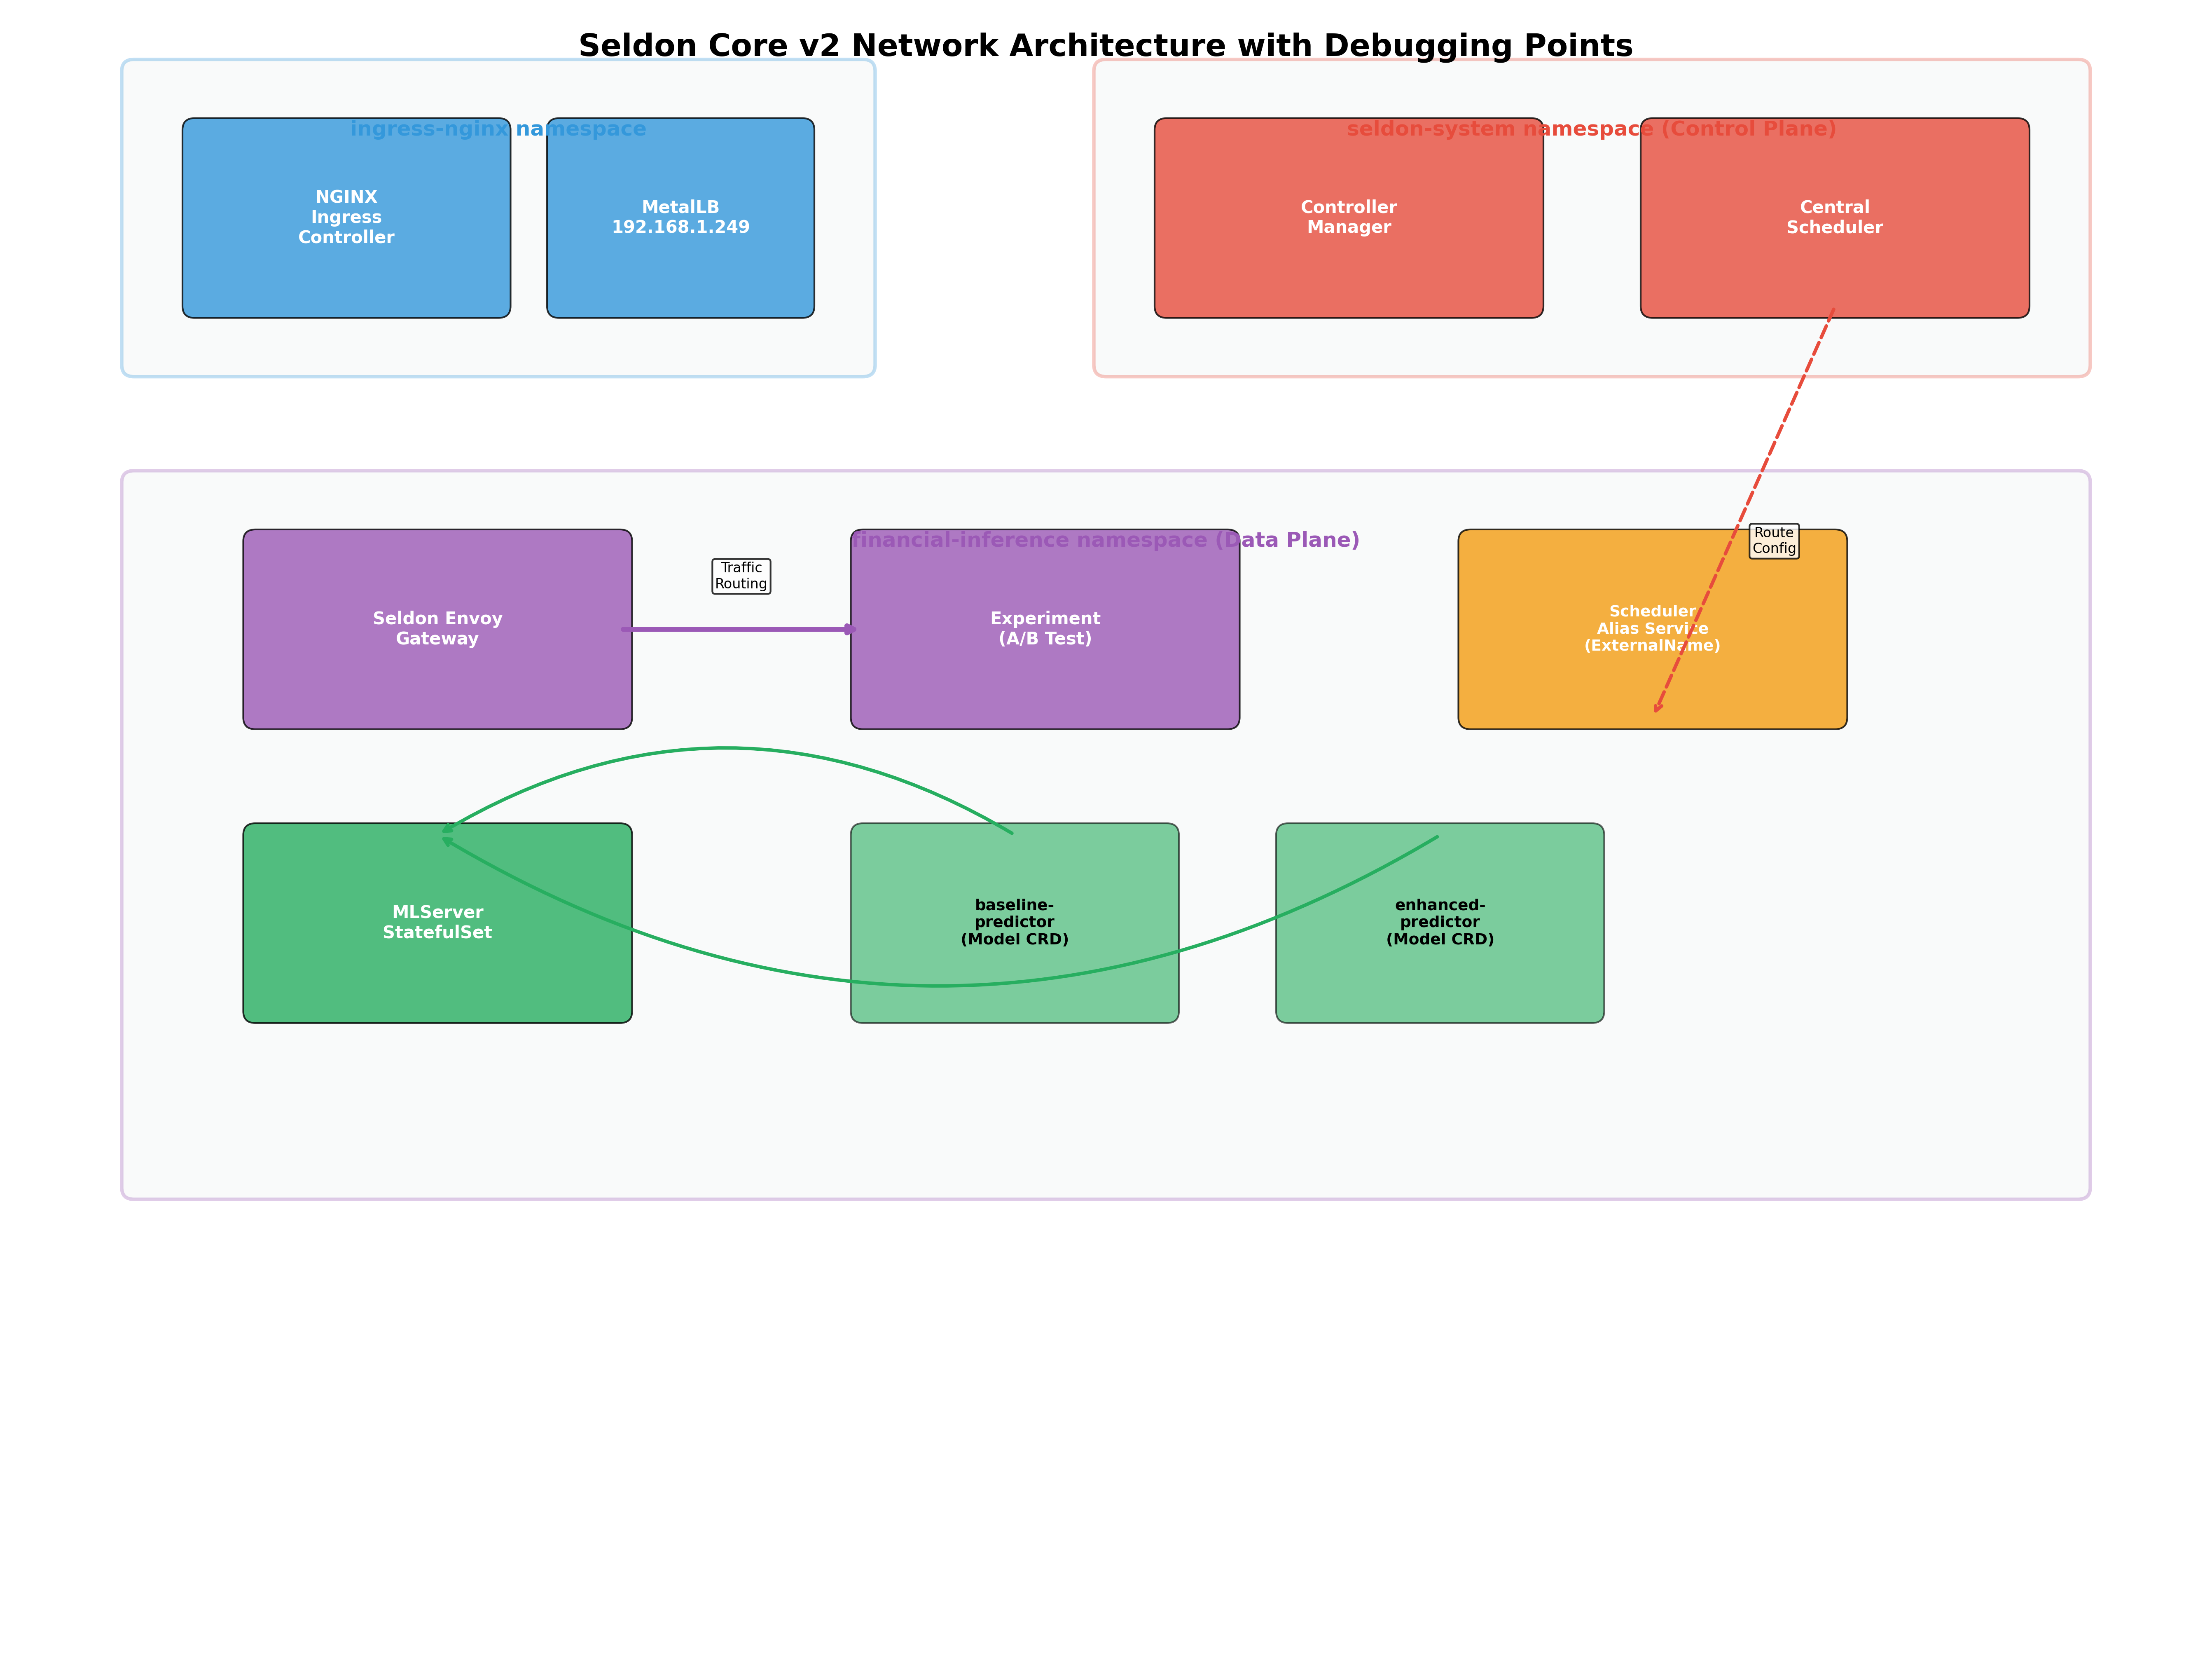 Seldon Core v2 Network Architecture with Debugging Points
ingress-nginx namespace
NGINX
Ingress
Controller
MetalLB
192.168.1.249
seldon-system namespace (Control Plane)
Controller
Manager
Central
Scheduler
financial-inference namespace (Data Plane)
Seldon Envoy
Gateway
Traffic
Routing
Experiment
(A/B Test)
Route
Config
Scheduler
Alias Service
(ExternalName)
MLServer
StatefulSet
baseline-
predictor
(Model CRD)
enhanced-
predictor
(Model CRD)